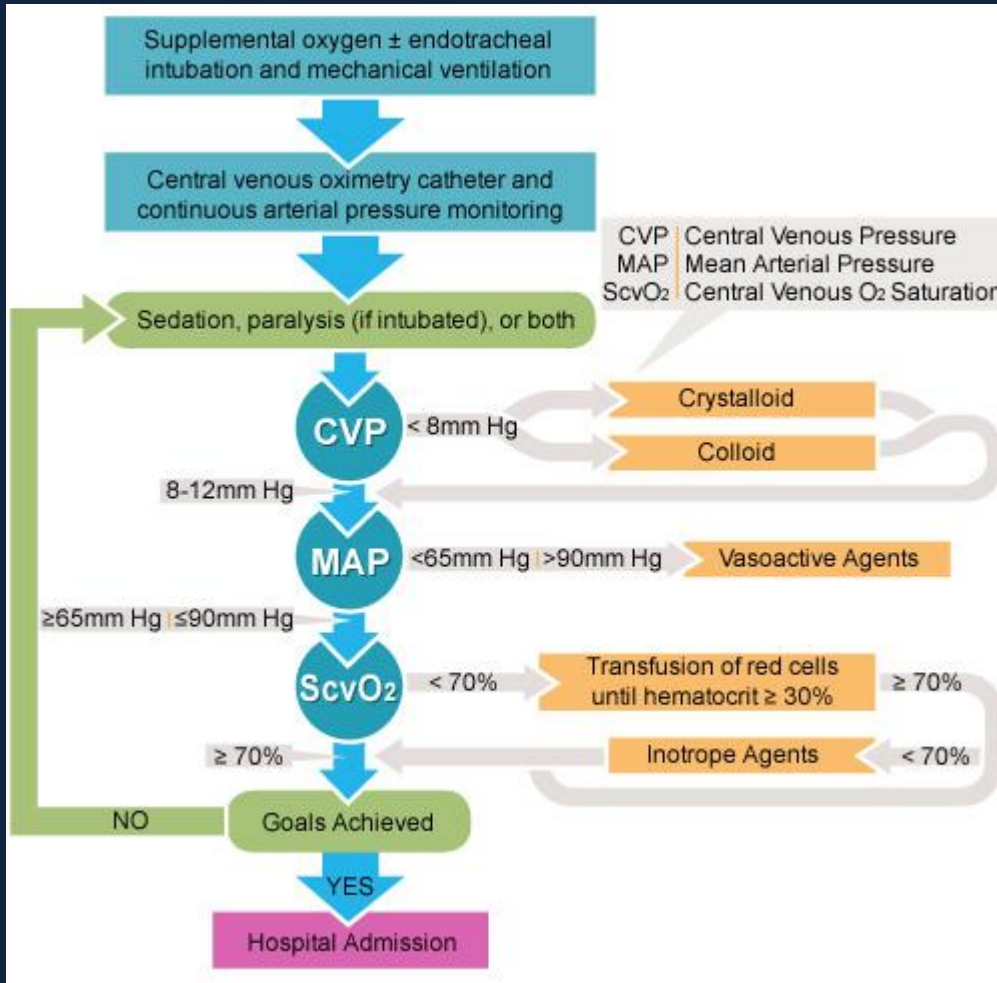 Supplemental oxygen ± endotracheal
intubation and mechanical ventilation
Central venous oximetry catheter and
continuous arterial pressure monitoring
CVP | Central Venous Pressure
MAP | Mean Arterial Pressure
ScvO₂ | Central Venous O₂ Saturation
Sedation, paralysis (if intubated), or both
Crystalloid
CVP
< 8mm Hg
Colloid
8-12mm Hg
MAP
<65mm Hg | >90mm Hg
Vasoactive Agents
≥65mm Hg | ≤90mm Hg
ScvO₂
< 70%
Transfusion of red cells
until hematocrit ≥ 30%
≥ 70%
≥ 70%
Inotrope Agents
< 70%
NO
Goals Achieved
YES
Hospital Admission